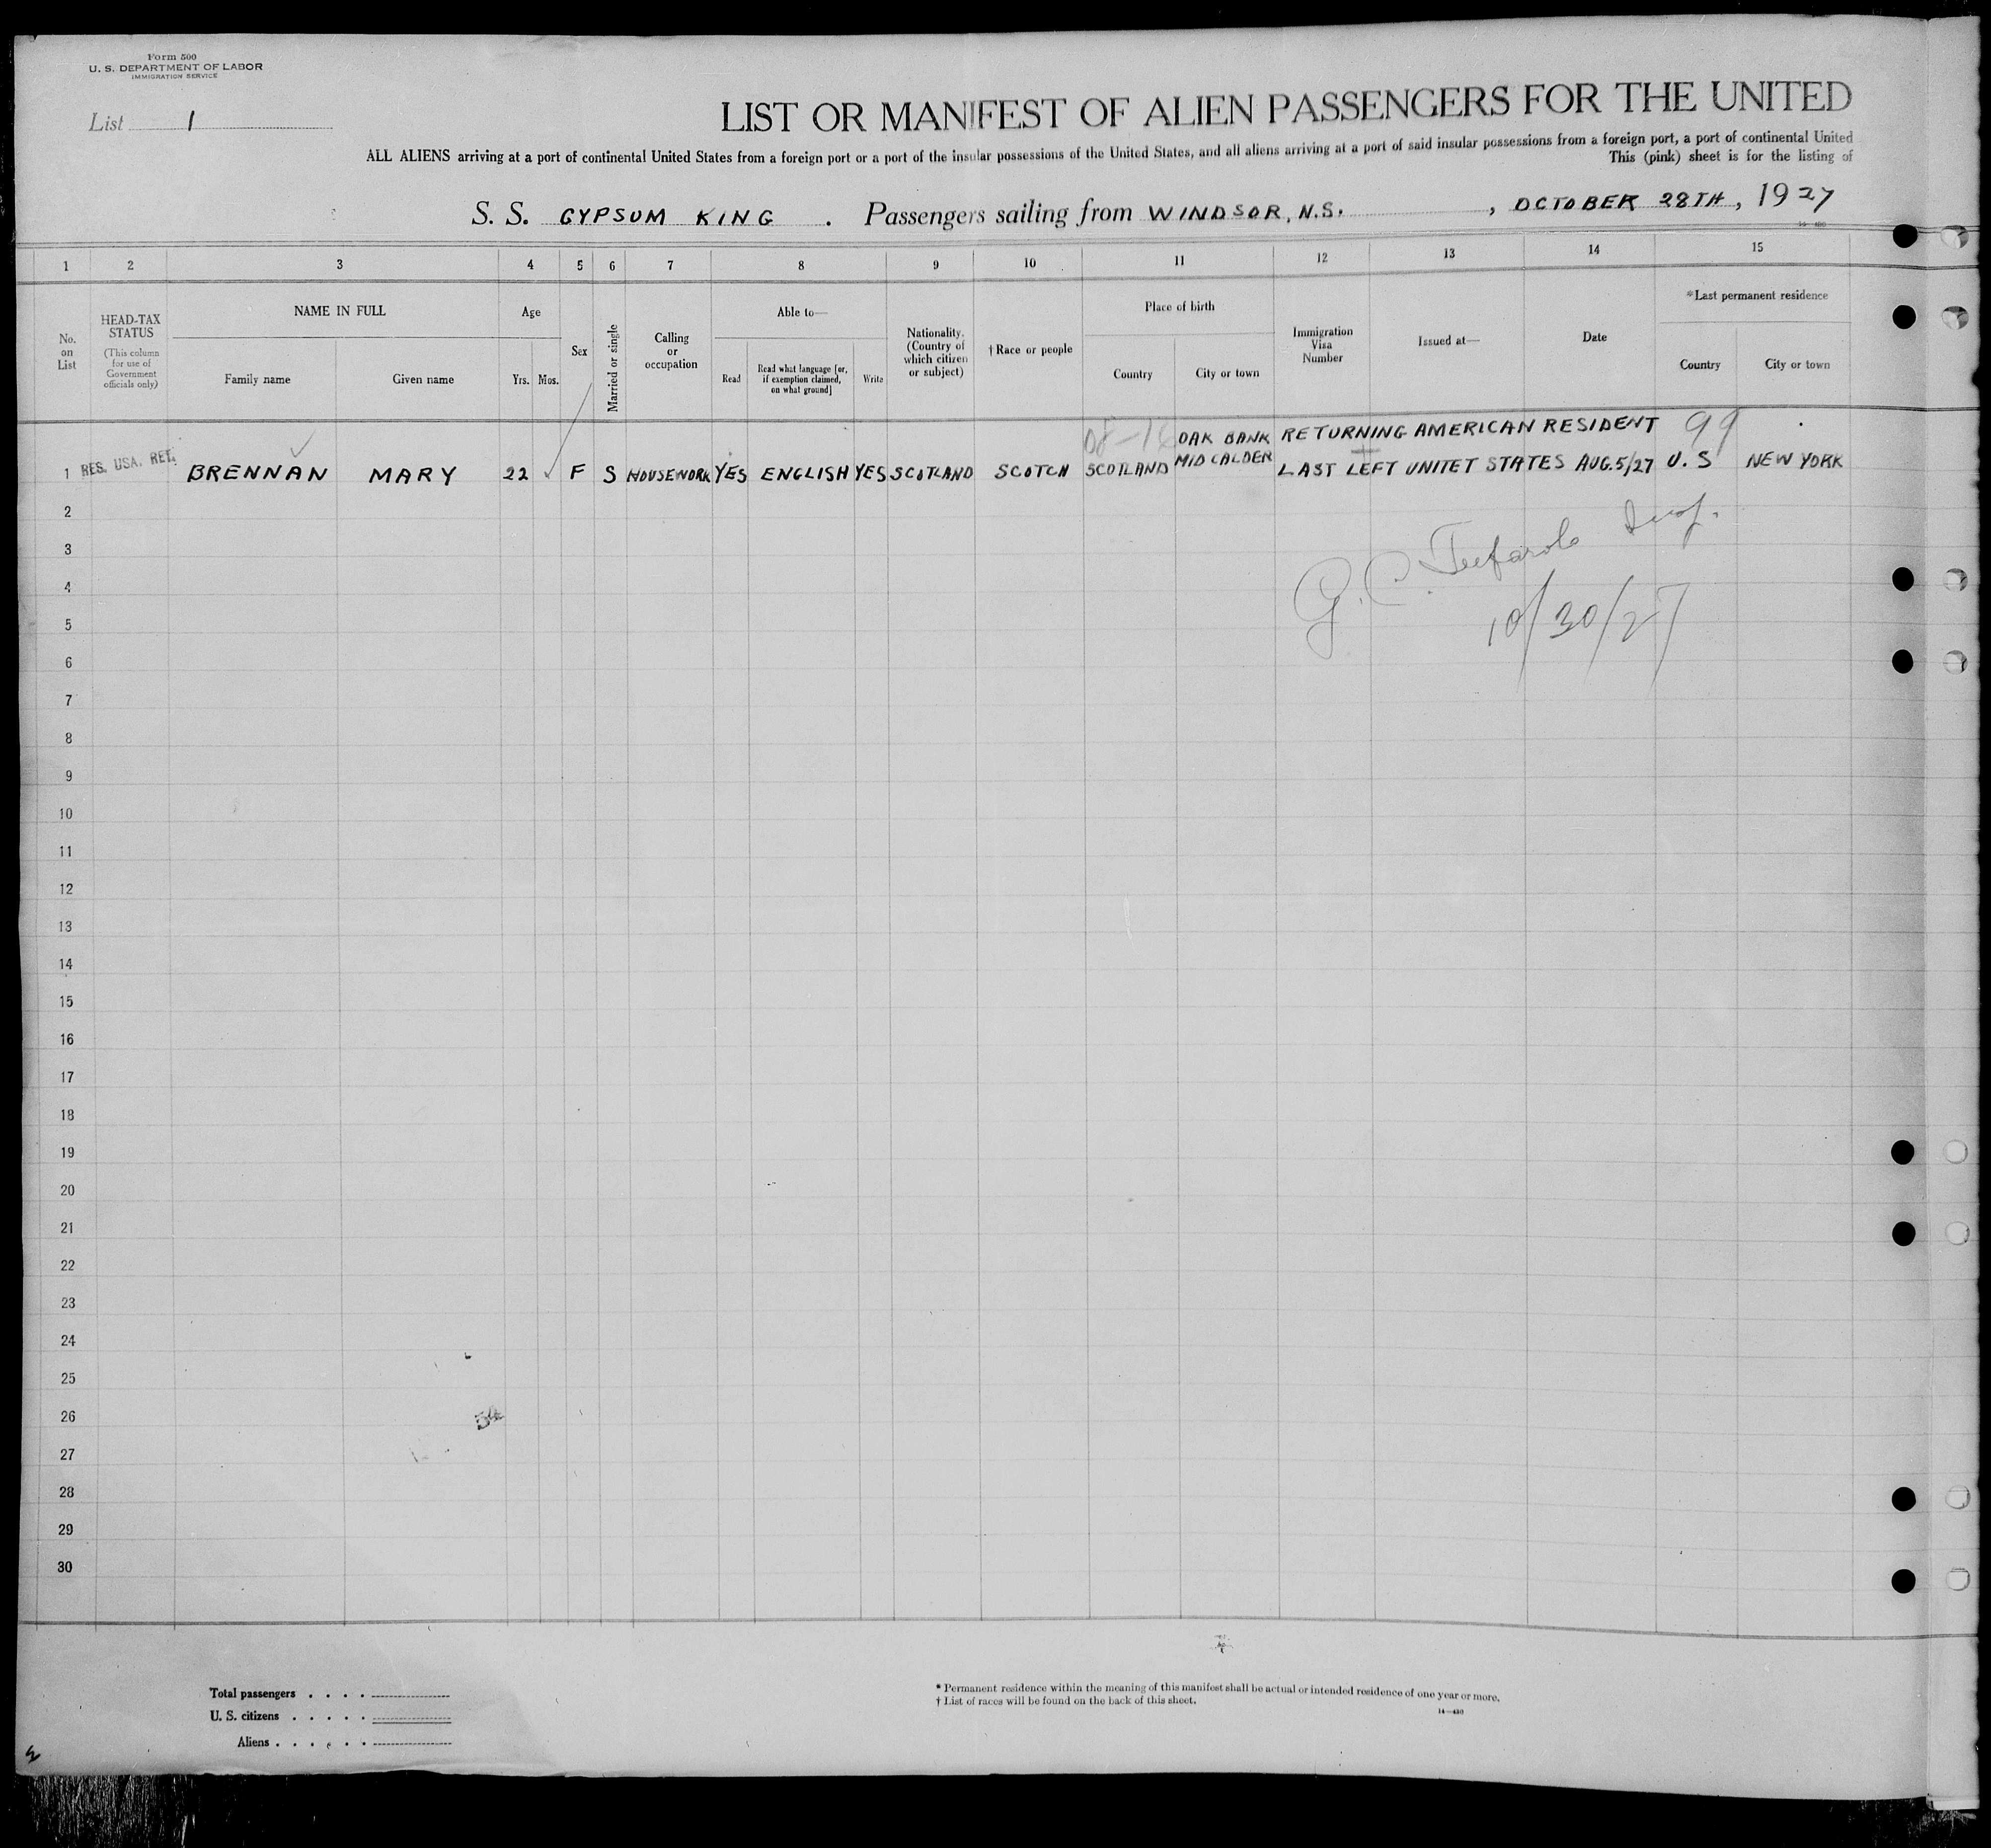 Form 500
U. S. DEPARTMENT OF LABOR
IMMIGRATION SERVICE
List 1
LIST OR MANIFEST OF ALIEN PASSENGERS FOR THE UNITED
ALL ALIENS arriving at a port of continental United States from a foreign port or a port of the insular possessions of the United States, and all aliens arriving at a port of said insular possessions from a foreign port, a port of continental United
This (pink) sheet is for the listing of
S. S. GYPSUM KING . Passengers sailing from WINDSOR, N.S. , OCTOBER 28TH, 1927
1 2 3 4 5 6 7 8 9 10 11 12 13 14 15
No. on List
HEAD-TAX STATUS
(This column for use of Government officials only)
NAME IN FULL
Family name
Given name
Age
Yrs. Mos.
Sex
Married or single
Calling or occupation
Able to—
Read
Read what language [or, if exemption claimed, on what ground]
Write
Nationality. (Country of which citizen or subject)
† Race or people
Place of birth
Country
City or town
Immigration Visa Number
Issued at—
Date
*Last permanent residence
Country
City or town
OAK BANK RETURNING AMERICAN RESIDENT 99
1 RES. USA. RET. BRENNAN MARY 22 ✓ F S HOUSEWORK YES ENGLISH YES SCOTLAND SCOTCH SCOTLAND MID CALDER LAST LEFT UNITET STATES AUG. 5/27 U. S NEW YORK
2
3
G. C. Insp.
4
5
10/30/27
6
7
8
9
10
11
12
13
14
15
16
17
18
19
20
21
22
23
24
25
26
54
27
28
29
30
Total passengers . . . .
U. S. citizens . . . . .
Aliens . . . . . .
* Permanent residence within the meaning of this manifest shall be actual or intended residence of one year or more.
† List of races will be found on the back of this sheet.
14—430